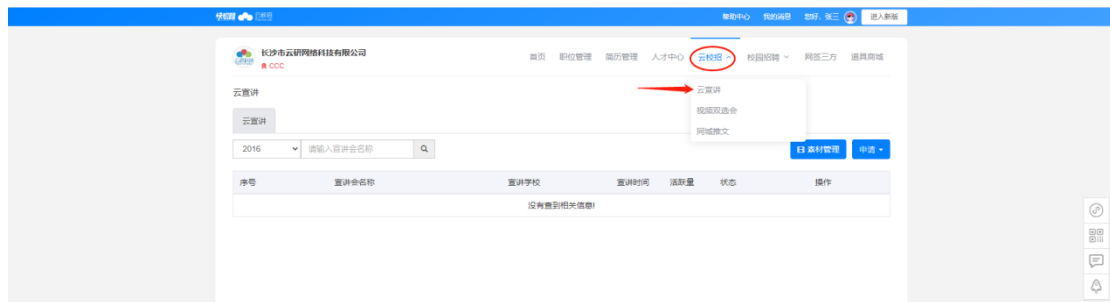 帮助中心 我的消息 您好, 张三 进入新版
长沙市云研网络科技有限公司
CCC
首页 职位管理 简历管理 人才中心 云校招 校园招聘 网签三方 道具商城
云宣讲
视频双选会
同城推文
云宣讲
云宣讲
2016 请输入宣讲会名称 素材管理 申请
序号 宣讲会名称 宣讲学校 宣讲时间 活跃量 状态 操作
没有查到相关信息!